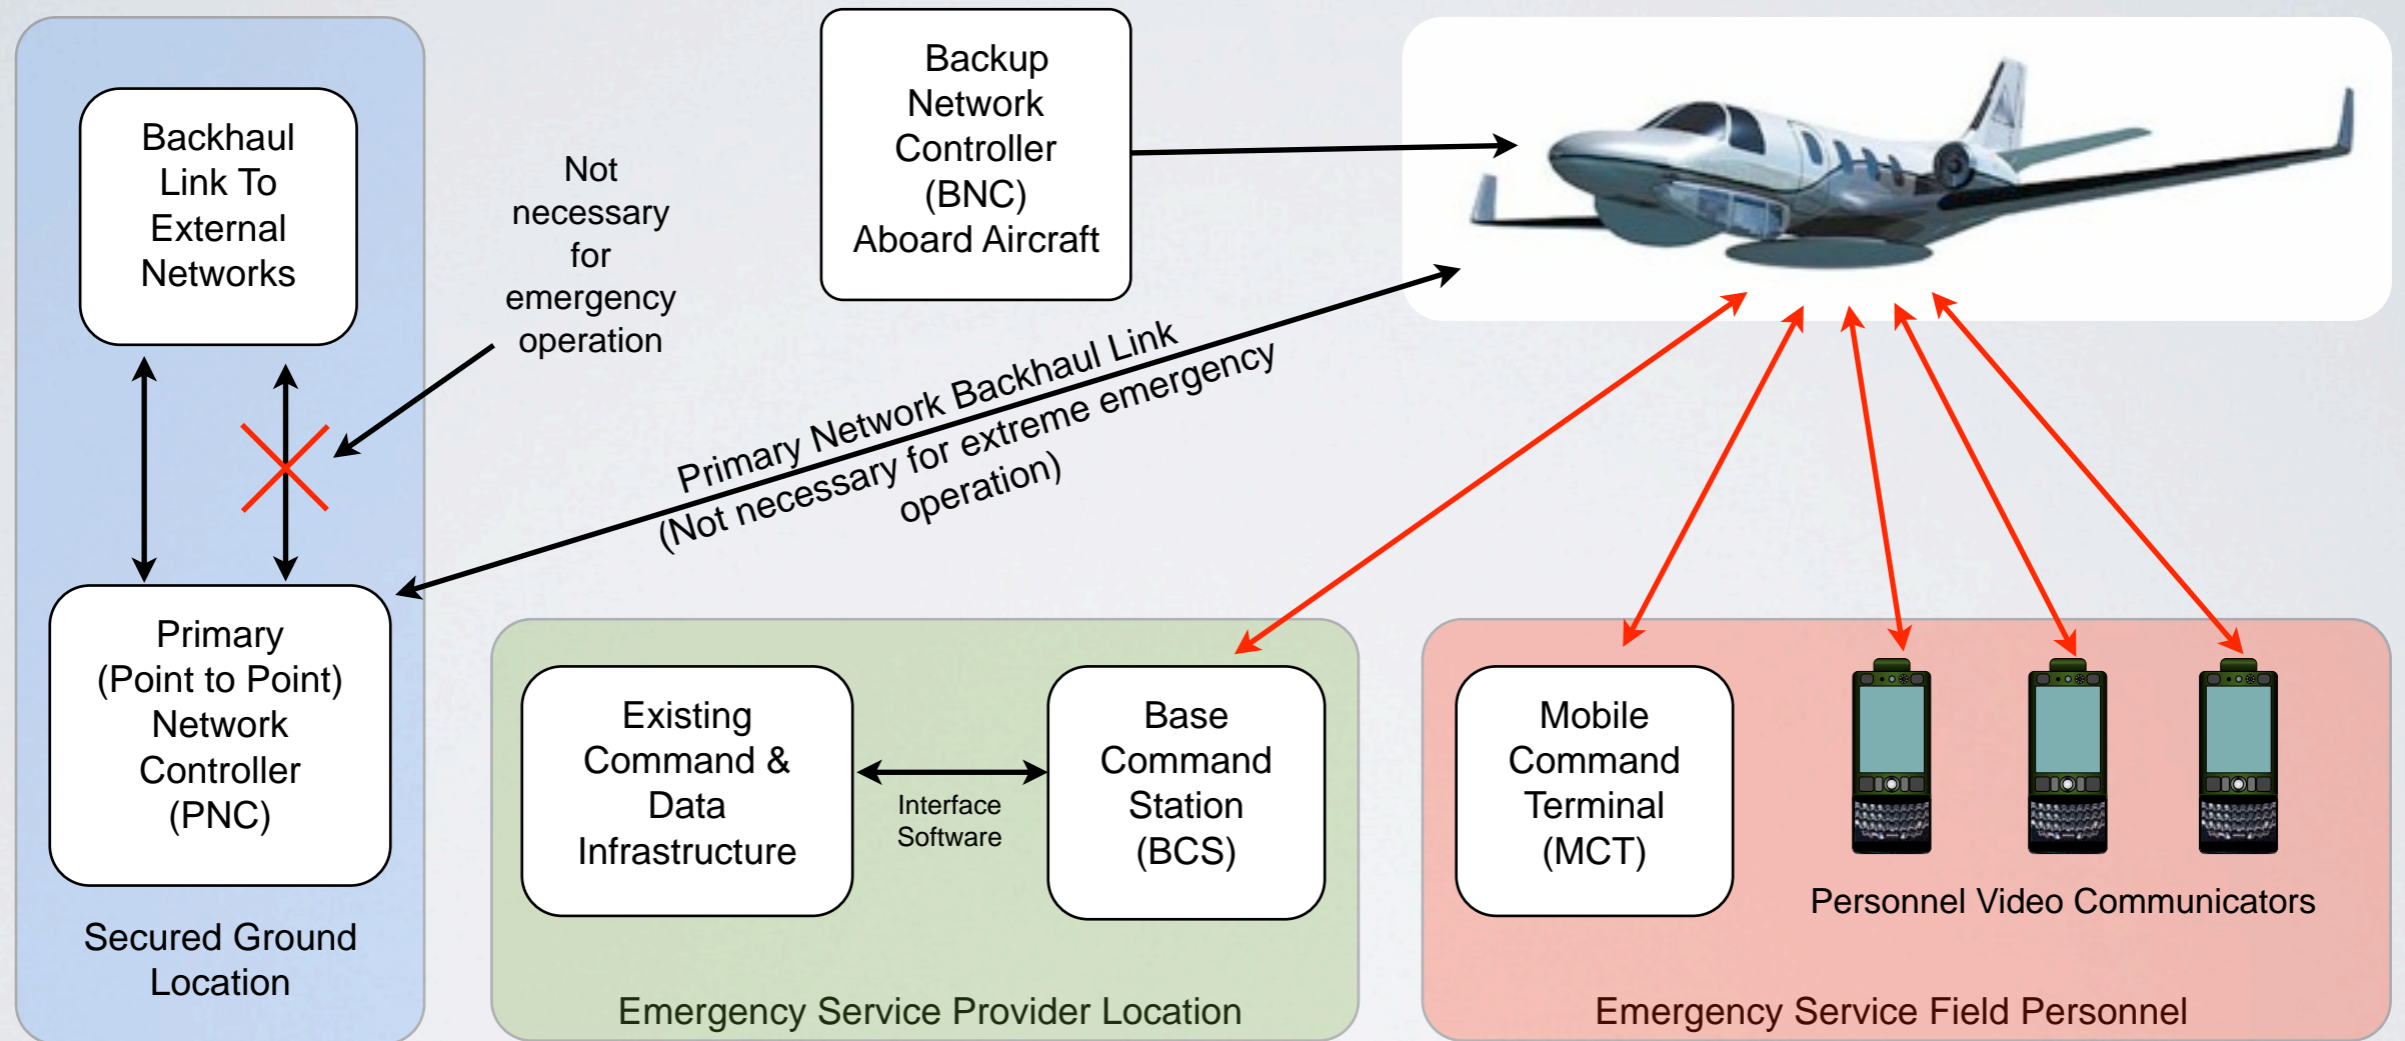 Backhaul
Link To
External
Networks
Not
necessary
for
emergency
operation
Backup
Network
Controller
(BNC)
Aboard Aircraft
Primary Network Backhaul Link
(Not necessary for extreme emergency
operation)
Primary
(Point to Point)
Network
Controller
(PNC)
Secured Ground
Location
Existing
Command &
Data
Infrastructure
Interface
Software
Base
Command
Station
(BCS)
Emergency Service Provider Location
Mobile
Command
Terminal
(MCT)
Personnel Video Communicators
Emergency Service Field Personnel